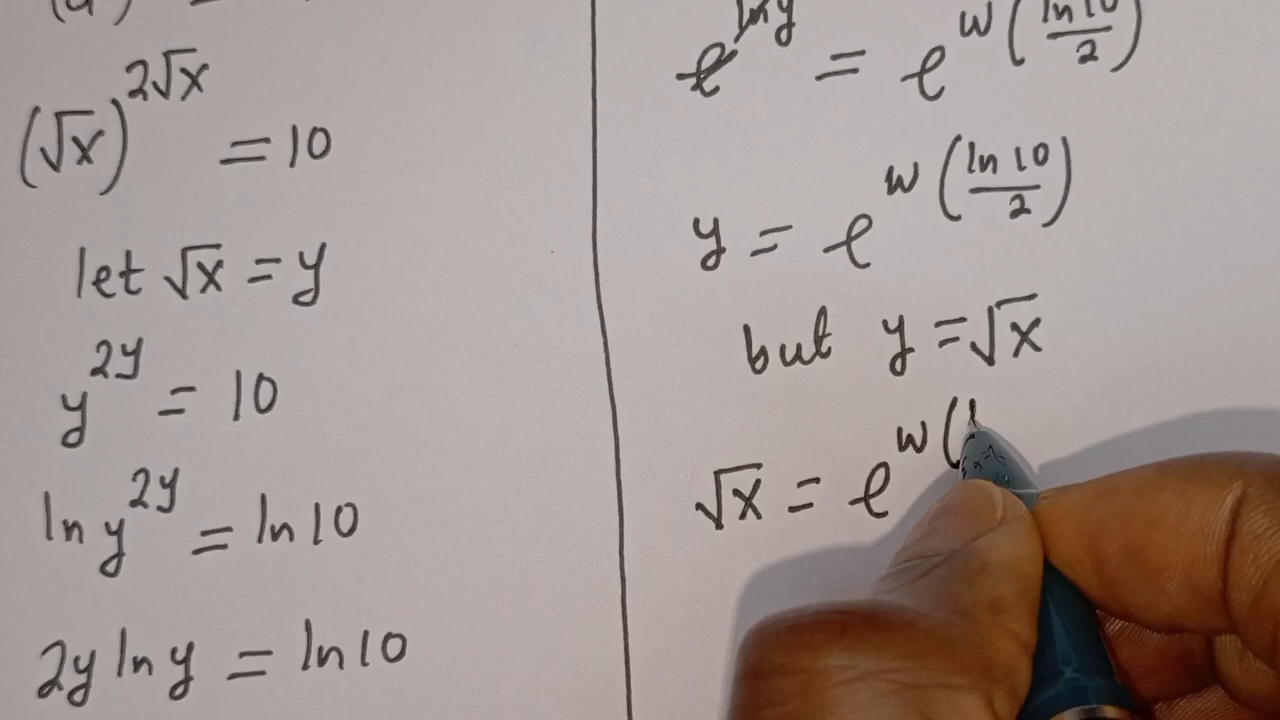 (√x)^{2√x} = 10
let √x = y
y^{2y} = 10
ln y^{2y} = ln 10
2y ln y = ln 10
e^{ln y} = e^{W(ln 10/2)}
y = e^{W(ln 10/2)}
but y = √x
√x = e^{W(